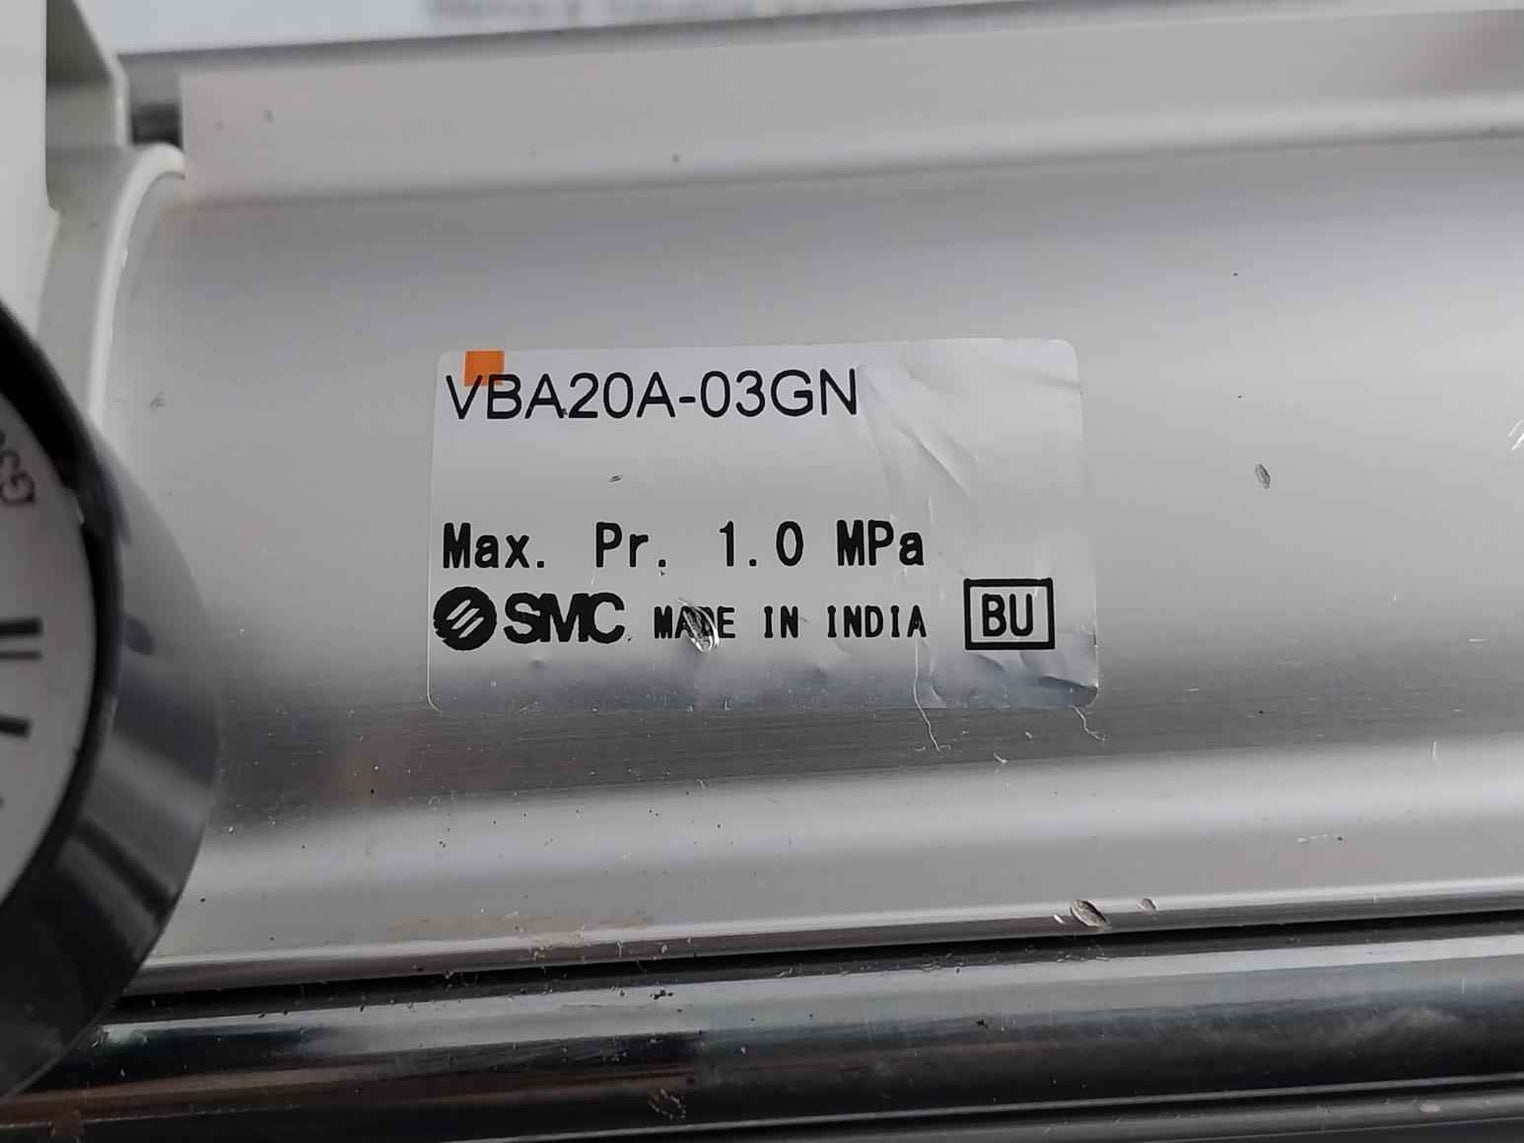 VBA20A-03GN
Max. Pr. 1.0 MPa
SMC MADE IN INDIA BU